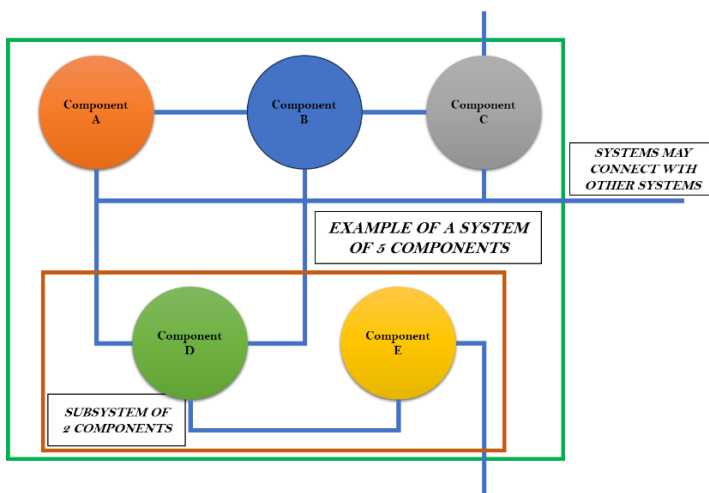 Component
A
Component
B
Component
C
SYSTEMS MAY
CONNECT WTH
OTHER SYSTEMS
EXAMPLE OF A SYSTEM
OF 5 COMPONENTS
Component
D
Component
E
SUBSYSTEM OF
2 COMPONENTS